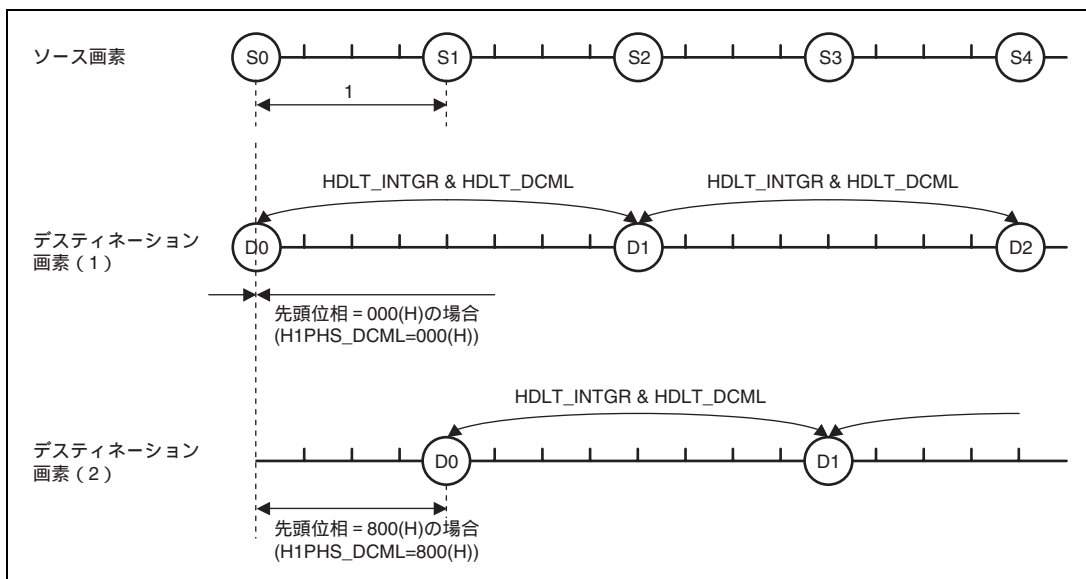 ソース画素
S0
S1
S2
S3
S4
1
HDLT_INTGR & HDLT_DCML
HDLT_INTGR & HDLT_DCML
デスティネーション
画素（1）
D0
D1
D2
先頭位相 = 000(H)の場合
(H1PHS_DCML=000(H))
HDLT_INTGR & HDLT_DCML
デスティネーション
画素（2）
D0
D1
先頭位相 = 800(H)の場合
(H1PHS_DCML=800(H))